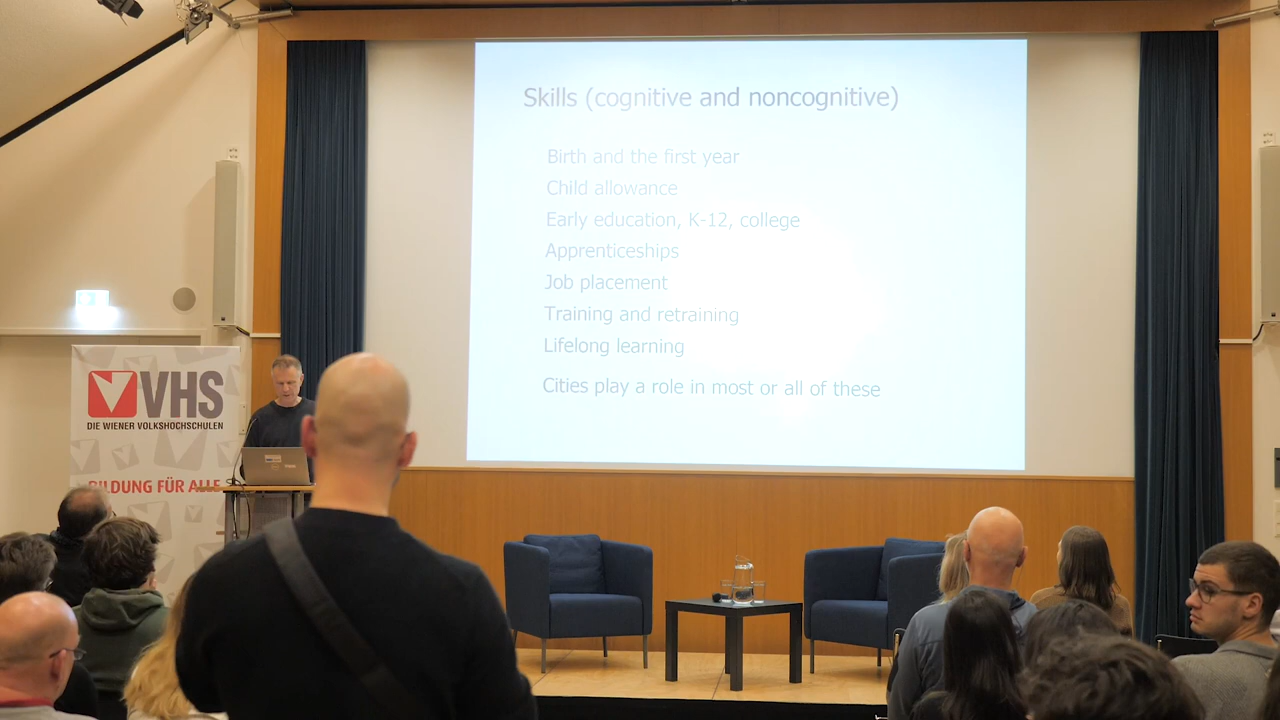 Skills (cognitive and noncognitive)
Birth and the first year
Child allowance
Early education, K-12, college
Apprenticeships
Job placement
Training and retraining
Lifelong learning
Cities play a role in most or all of these
VHS
DIE WIENER VOLKSHOCHSCHULEN
BILDUNG FÜR ALLE